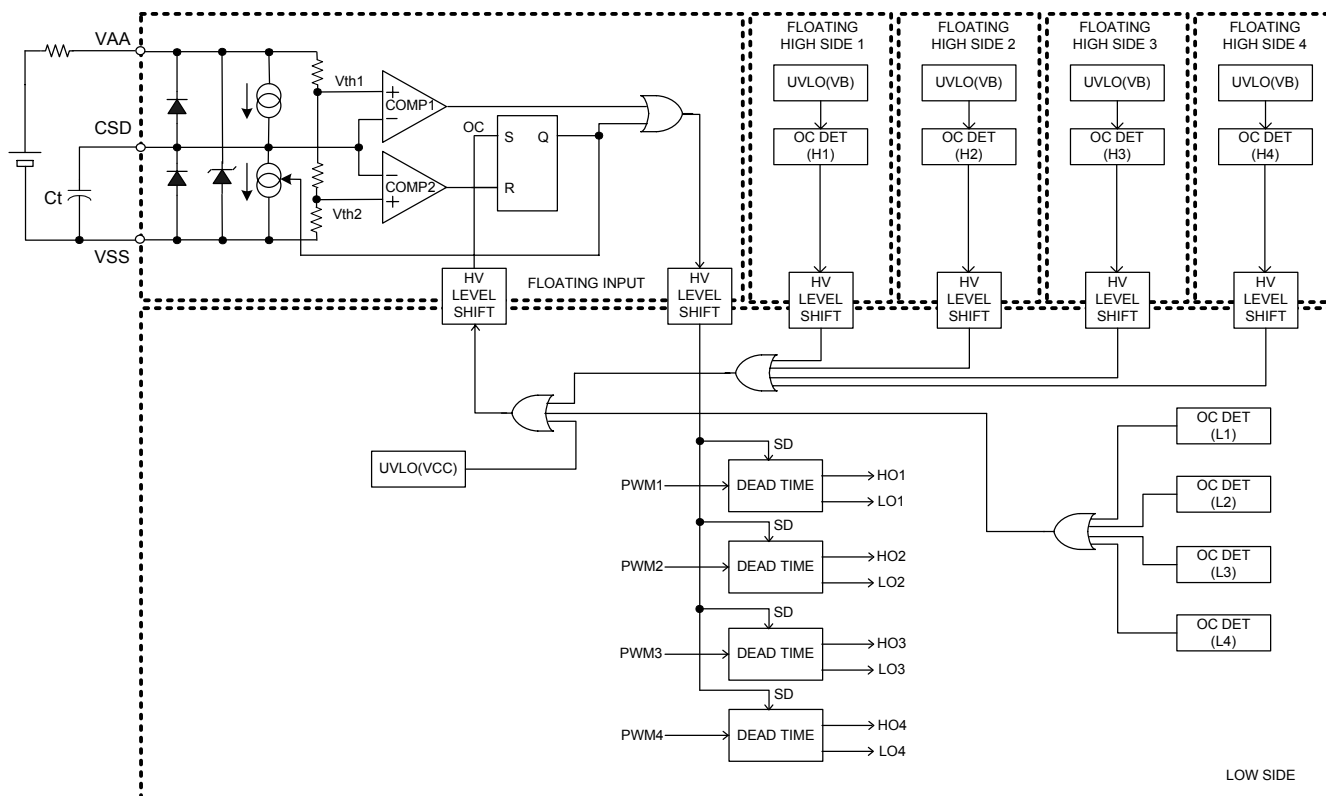 VAA
CSD
Ct
VSS
Vth1
Vth2
+
−
COMP1
−
COMP2
+
OC
S
Q
R
HV
LEVEL
SHIFT
FLOATING INPUT
HV
LEVEL
SHIFT
FLOATING
HIGH SIDE 1
UVLO(VB)
OC DET
(H1)
HV
LEVEL
SHIFT
FLOATING
HIGH SIDE 2
UVLO(VB)
OC DET
(H2)
HV
LEVEL
SHIFT
FLOATING
HIGH SIDE 3
UVLO(VB)
OC DET
(H3)
HV
LEVEL
SHIFT
FLOATING
HIGH SIDE 4
UVLO(VB)
OC DET
(H4)
HV
LEVEL
SHIFT
UVLO(VCC)
SD
PWM1
DEAD TIME
HO1
LO1
SD
PWM2
DEAD TIME
HO2
LO2
SD
PWM3
DEAD TIME
HO3
LO3
SD
PWM4
DEAD TIME
HO4
LO4
OC DET
(L1)
OC DET
(L2)
OC DET
(L3)
OC DET
(L4)
LOW SIDE